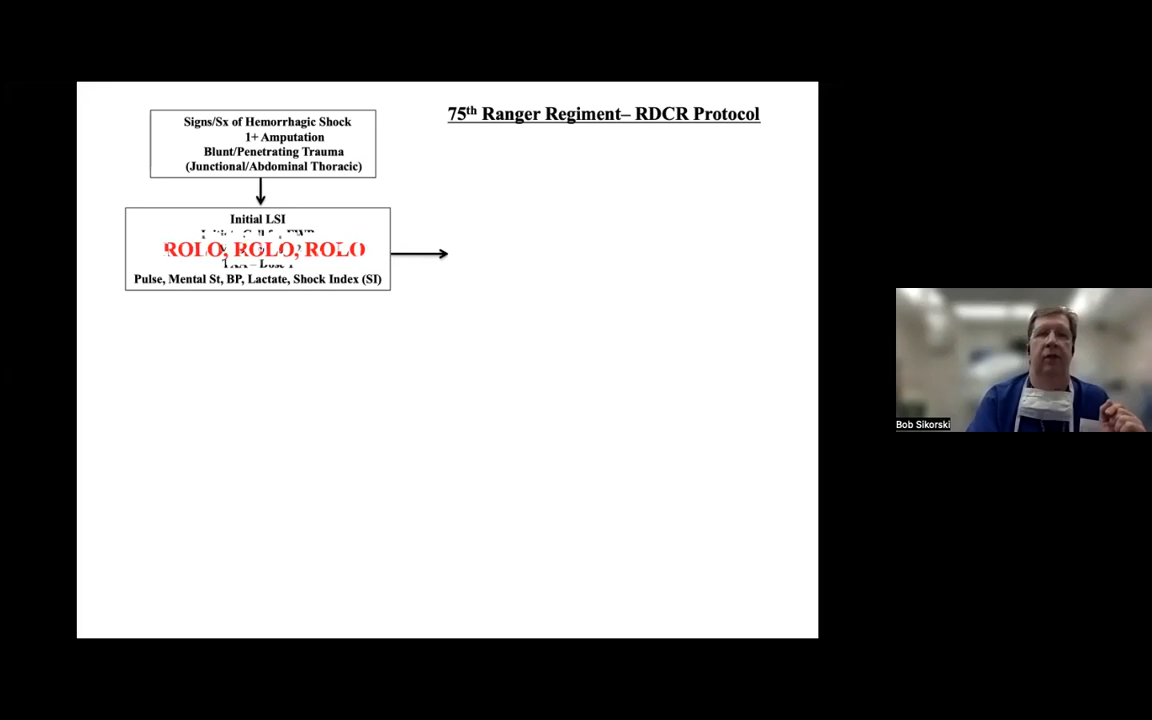 75th Ranger Regiment– RDCR Protocol
Signs/Sx of Hemorrhagic Shock
1+ Amputation
Blunt/Penetrating Trauma
(Junctional/Abdominal Thoracic)
Initial LSI
ROLO, ROLO, ROLO
Pulse, Mental St, BP, Lactate, Shock Index (SI)
Bob Sikorski